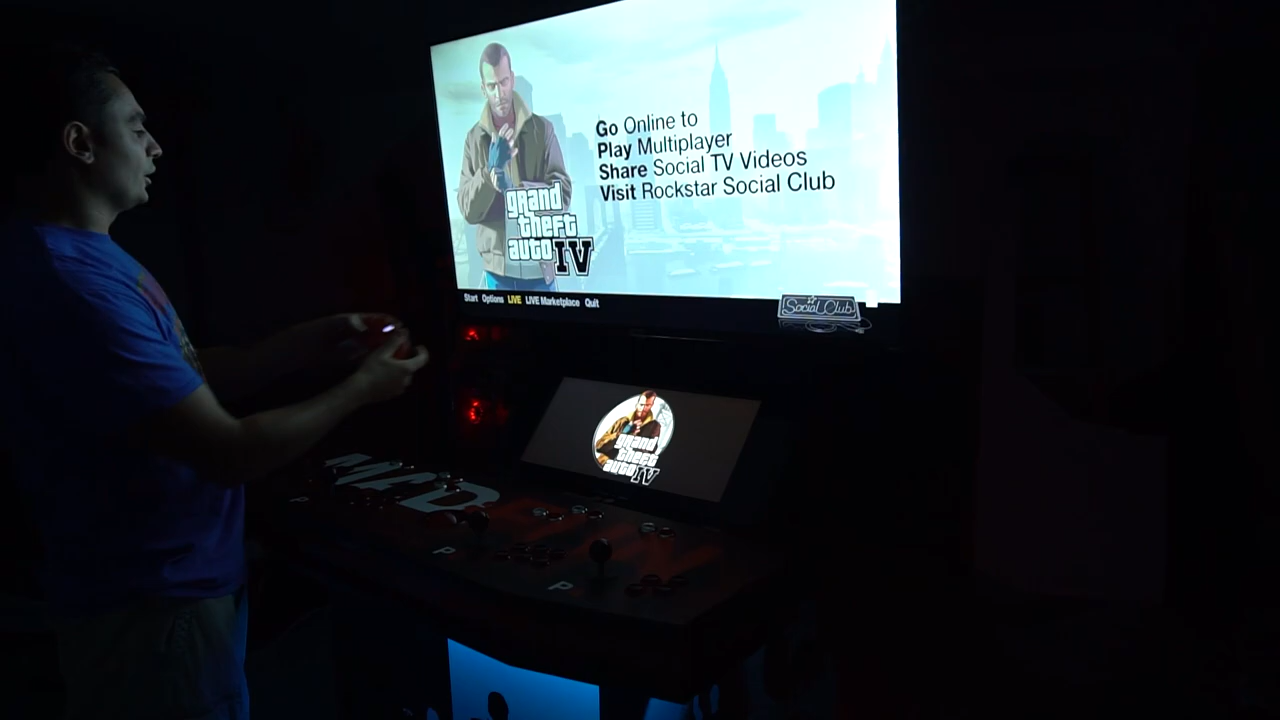 Go Online to
Play Multiplayer
Share Social TV Videos
Visit Rockstar Social Club
grand
theft
auto IV
Start Options LIVE LIVE Marketplace Quit
Social Club
grand
theft
auto IV
MAD
P
P
P